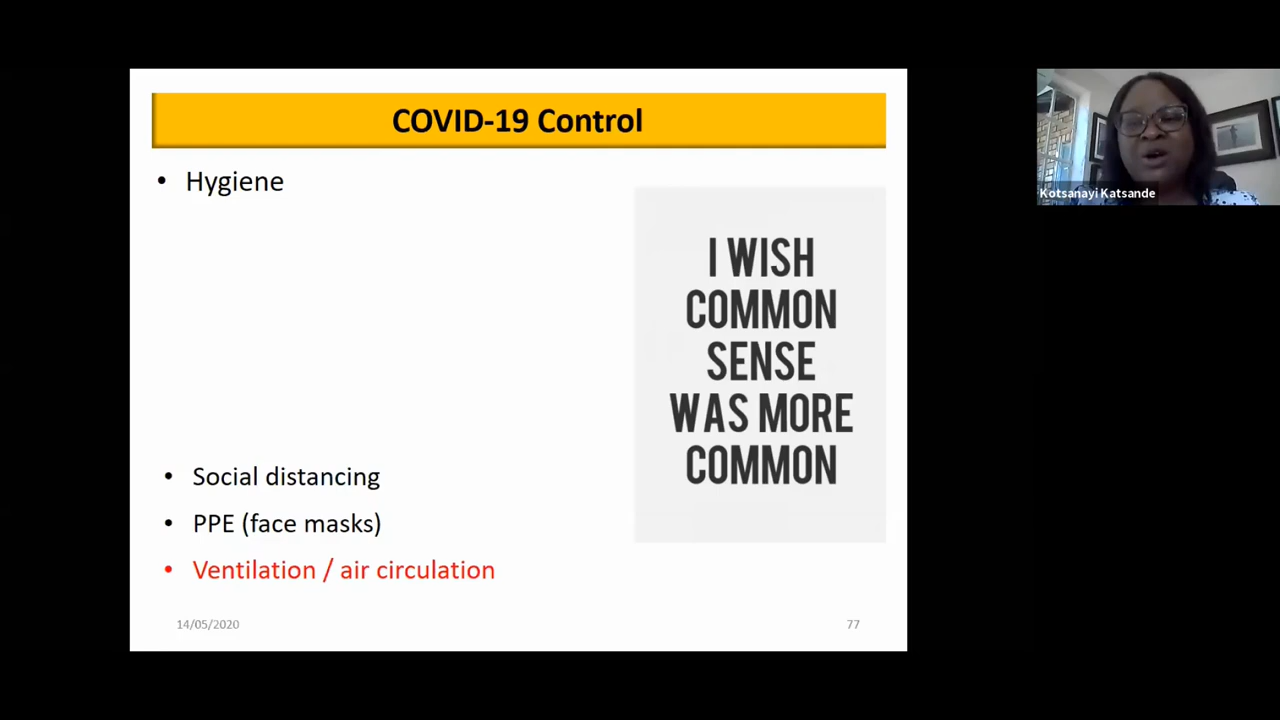 COVID-19 Control
• Hygiene
I WISH
COMMON
SENSE
WAS MORE
COMMON
• Social distancing
• PPE (face masks)
• Ventilation / air circulation
14/05/2020
77
Kotsanayi Katsande